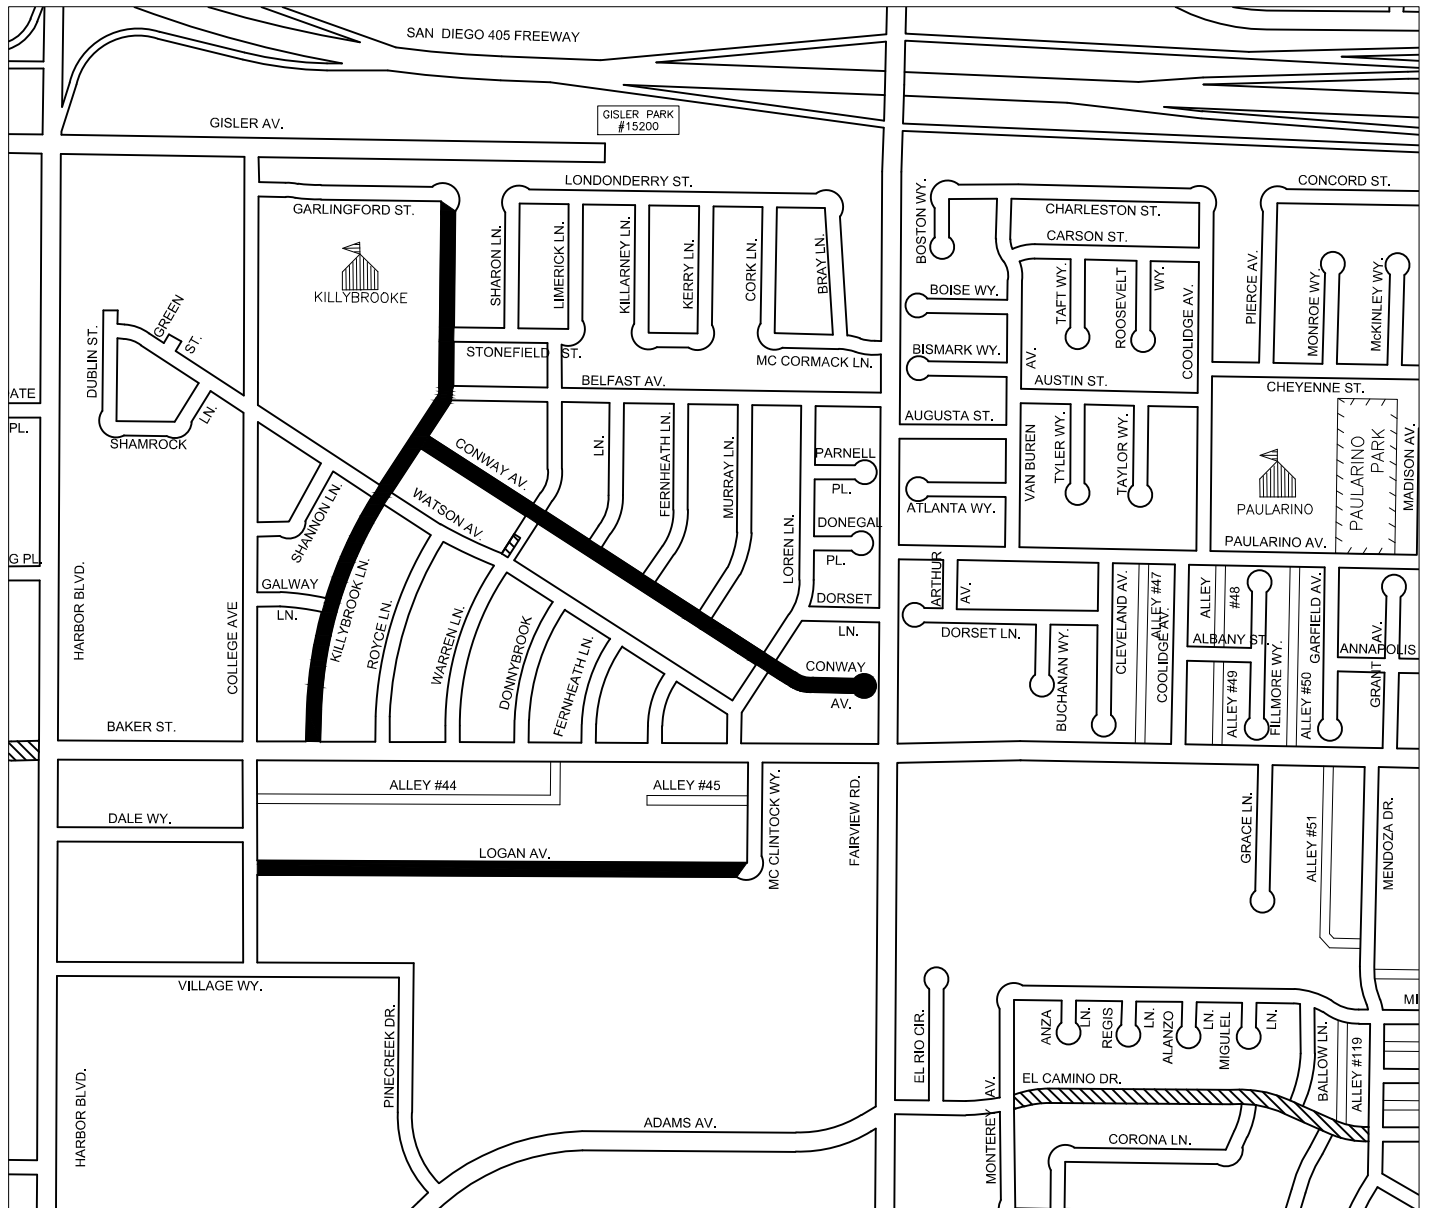 SAN DIEGO 405 FREEWAY
GISLER PARK
#15200
GISLER AV.
LONDONDERRY ST.
CONCORD ST.
GARLINGFORD ST.
CHARLESTON ST.
CARSON ST.
BOSTON WY.
SHARON LN.
LIMERICK LN.
KILLARNEY LN.
KERRY LN.
CORK LN.
BRAY LN.
KILLYBROOKE
BOISE WY.
TAFT WY.
ROOSEVELT
WY.
COOLIDGE AV.
PIERCE AV.
MONROE WY.
McKINLEY WY.
GREEN
ST.
DUBLIN ST.
STONEFIELD ST.
MC CORMACK LN.
BISMARK WY.
AV.
VAN BUREN
BELFAST AV.
AUSTIN ST.
CHEYENNE ST.
ATE
PL.
LN.
SHAMROCK
AUGUSTA ST.
CONWAY AV.
LN.
FERNHEATH LN.
MURRAY LN.
PARNELL
PL.
TYLER WY.
TAYLOR WY.
PAULARINO
PARK
MADISON AV.
PAULARINO
WATSON AV.
SHANNON LN.
ATLANTA WY.
DONEGAL
PL.
LOREN LN.
PAULARINO AV.
G PL.
HARBOR BLVD.
GALWAY
LN.
KILLYBROOK LN.
ROYCE LN.
WARREN LN.
DONNYBROOK
FERNHEATH LN.
DORSET
LN.
ARTHUR
AV.
DORSET LN.
BUCHANAN WY.
CLEVELAND AV.
ALLEY #47
COOLIDGE AV.
ALLEY
#48
ALBANY ST.
ALLEY #49
FILLMORE WY.
ALLEY #50
GARFIELD AV.
ANNAPOLIS
GRANT AV.
COLLEGE AVE
CONWAY
AV.
BAKER ST.
ALLEY #44
ALLEY #45
MC CLINTOCK WY.
FAIRVIEW RD.
DALE WY.
LOGAN AV.
GRACE LN.
ALLEY #51
MENDOZA DR.
VILLAGE WY.
PINECREEK DR.
HARBOR BLVD.
EL RIO CIR.
MONTEREY AV.
ANZA
LN.
REGIS
LN.
ALANZO
LN.
MIGULEL
LN.
MI
BALLOW LN.
ALLEY #119
EL CAMINO DR.
ADAMS AV.
CORONA LN.